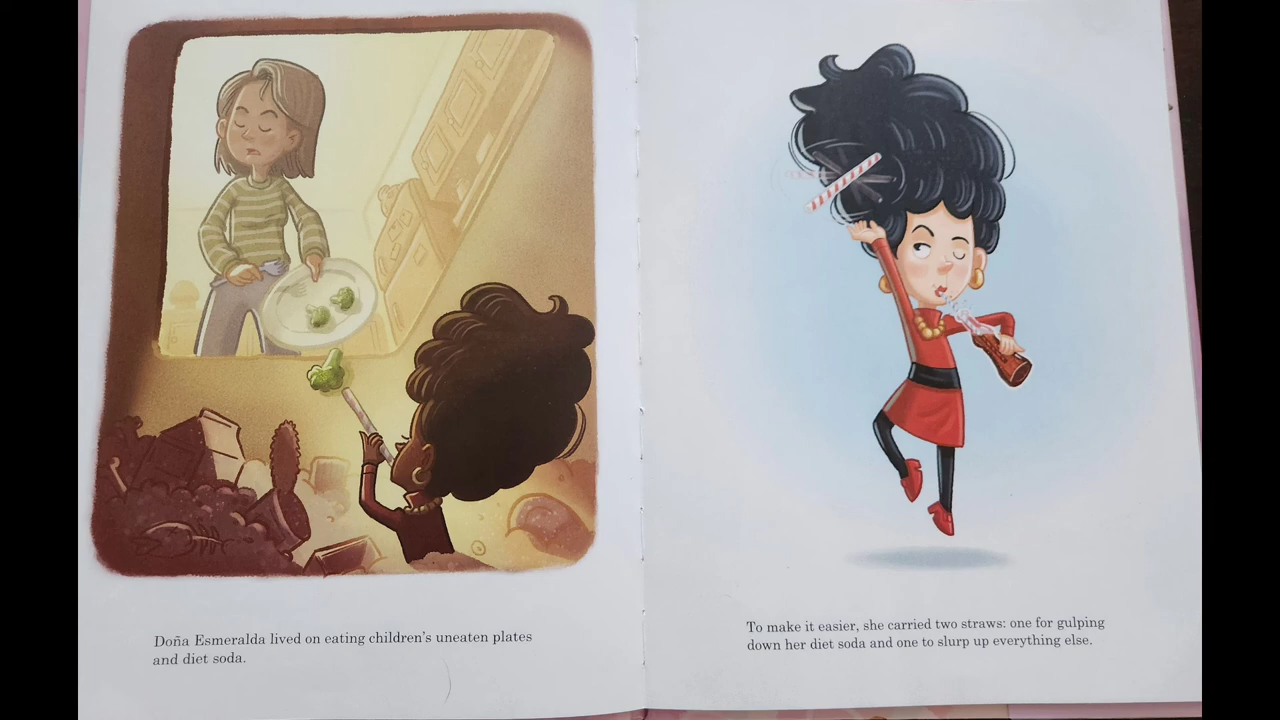 Doña Esmeralda lived on eating children's uneaten plates
and diet soda.
To make it easier, she carried two straws: one for gulping
down her diet soda and one to slurp up everything else.